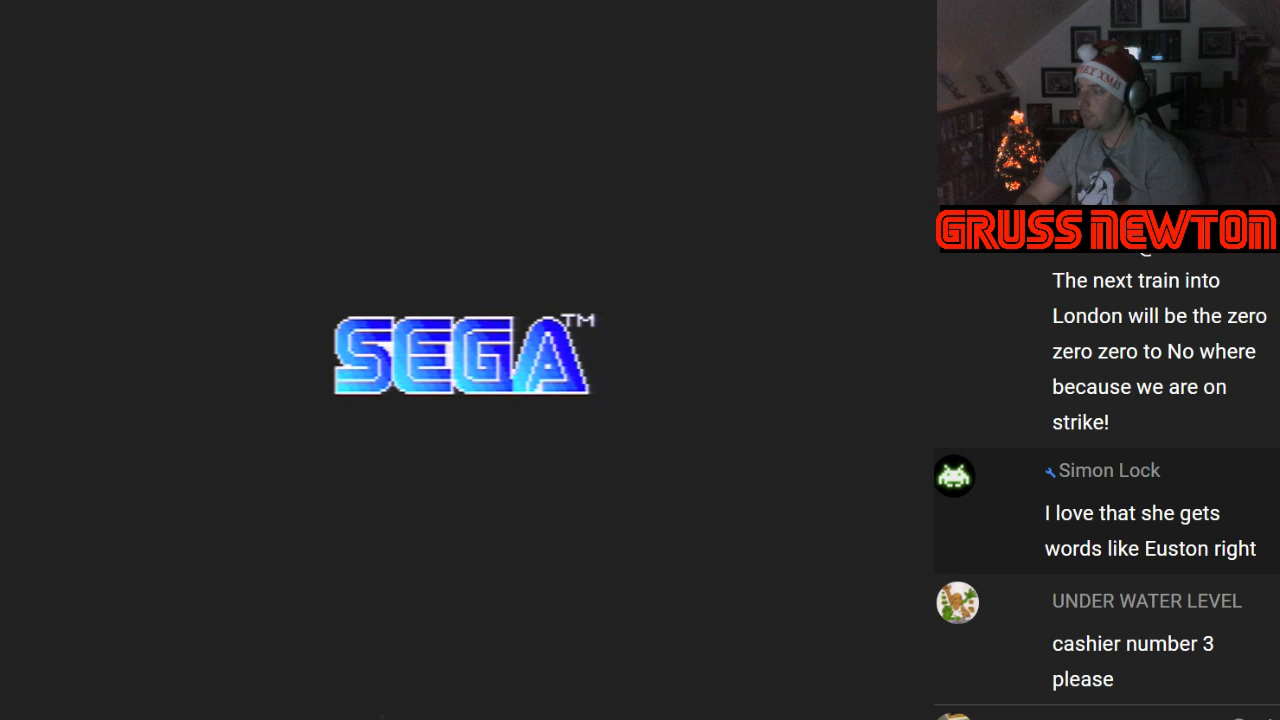 SEGA™
GRUSS NEWTON
The next train into
London will be the zero
zero zero to No where
because we are on
strike!
Simon Lock
I love that she gets
words like Euston right
UNDER WATER LEVEL
cashier number 3
please